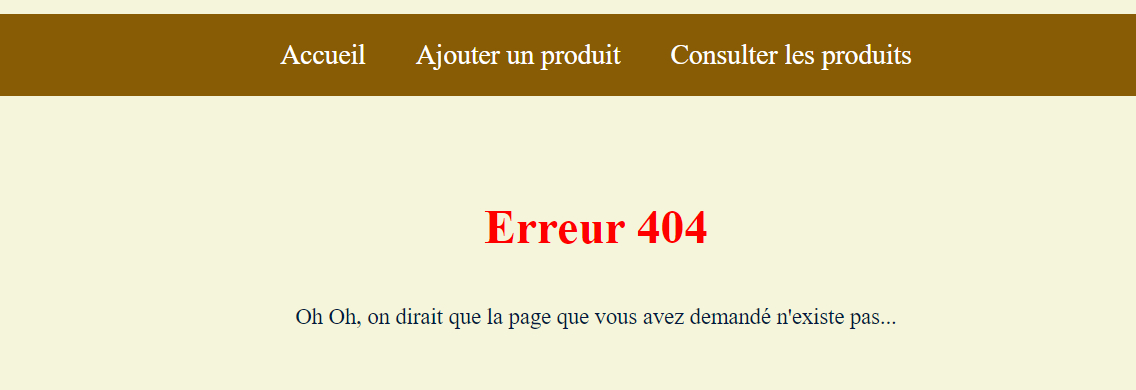 Accueil Ajouter un produit Consulter les produits
Erreur 404
Oh Oh, on dirait que la page que vous avez demandé n'existe pas...